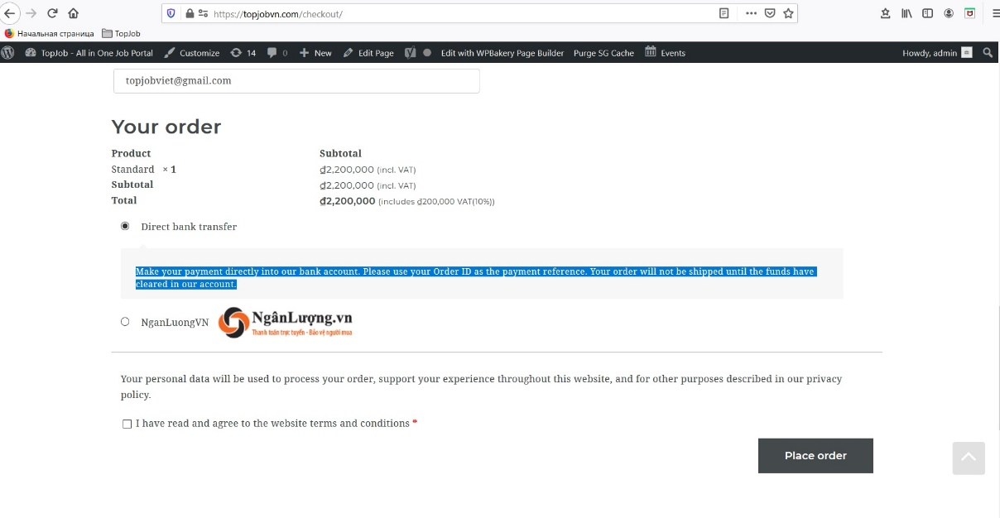 https://topjobvn.com/checkout/
Начальная страница TopJob
TopJob - All in One Job Portal Customize 14 0 New Edit Page Edit with WPBakery Page Builder Purge SG Cache Events Howdy, admin
topjobviet@gmail.com
Your order
Product Subtotal
Standard × 1 ₫2,200,000 (incl. VAT)
Subtotal ₫2,200,000 (incl. VAT)
Total ₫2,200,000 (includes ₫200,000 VAT(10%))
Direct bank transfer
Make your payment directly into our bank account. Please use your Order ID as the payment reference. Your order will not be shipped until the funds have
cleared in our account.
NganLuongVN NgânLượng.vn
Thanh toán trực tuyến - Bảo vệ người mua
Your personal data will be used to process your order, support your experience throughout this website, and for other purposes described in our privacy
policy.
I have read and agree to the website terms and conditions *
Place order